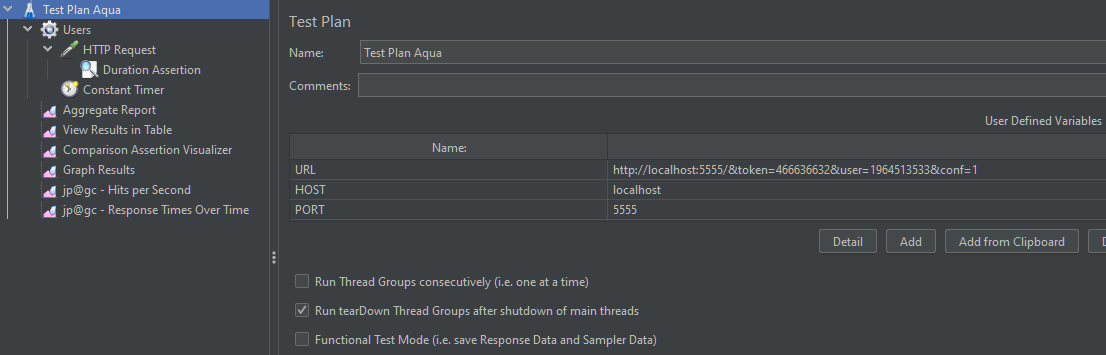 Test Plan Aqua
Users
HTTP Request
Duration Assertion
Constant Timer
Aggregate Report
View Results in Table
Comparison Assertion Visualizer
Graph Results
jp@gc - Hits per Second
jp@gc - Response Times Over Time
Test Plan
Name: Test Plan Aqua
Comments:
User Defined Variables
Name:
URL http://localhost:5555/&token=466636632&user=1964513533&conf=1
HOST localhost
PORT 5555
Detail Add Add from Clipboard
Run Thread Groups consecutively (i.e. one at a time)
Run tearDown Thread Groups after shutdown of main threads
Functional Test Mode (i.e. save Response Data and Sampler Data)